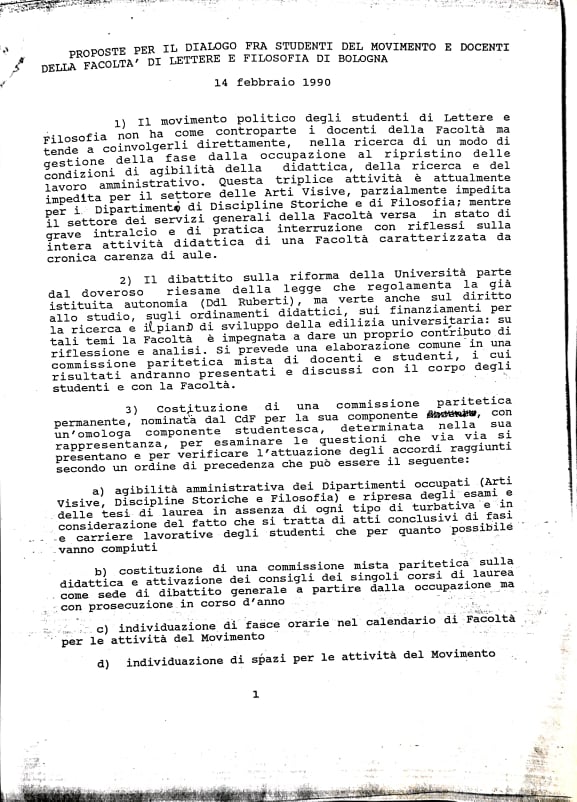 PROPOSTE PER IL DIALOGO FRA STUDENTI DEL MOVIMENTO E DOCENTI
DELLA FACOLTA' DI LETTERE E FILOSOFIA DI BOLOGNA
14 febbraio 1990
1) Il movimento politico degli studenti di Lettere e
Filosofia non ha come controparte i docenti della Facoltà ma
tende a coinvolgerli direttamente, nella ricerca di un modo di
gestione della fase dalla occupazione al ripristino delle
condizioni di agibilità della didattica, della ricerca e del
lavoro amministrativo. Questa triplice attività è attualmente
impedita per il settore delle Arti Visive, parzialmente impedita
per i Dipartimenti di Discipline Storiche e di Filosofia; mentre
il settore dei servizi generali della Facoltà versa in stato di
grave intralcio e di pratica interruzione con riflessi sulla
intera attività didattica di una Facoltà caratterizzata da
cronica carenza di aule.
2) Il dibattito sulla riforma della Università parte
dal doveroso riesame della legge che regolamenta la già
istituita autonomia (Ddl Ruberti), ma verte anche sul diritto
allo studio, sugli ordinamenti didattici, sui finanziamenti per
la ricerca e il piano di sviluppo della edilizia universitaria: su
tali temi la Facoltà è impegnata a dare un proprio contributo di
riflessione e analisi. Si prevede una elaborazione comune in una
commissione paritetica mista di docenti e studenti, i cui
risultati andranno presentati e discussi con il corpo degli
studenti e con la Facoltà.
3) Costituzione di una commissione paritetica
permanente, nominata dal CdF per la sua componente , con
un'omologa componente studentesca, determinata nella sua
rappresentanza, per esaminare le questioni che via via si
presentano e per verificare l'attuazione degli accordi raggiunti
secondo un ordine di precedenza che può essere il seguente:
a) agibilità amministrativa dei Dipartimenti occupati (Arti
Visive, Discipline Storiche e Filosofia) e ripresa degli esami e
delle tesi di laurea in assenza di ogni tipo di turbativa e in
considerazione del fatto che si tratta di atti conclusivi di fasi
e carriere lavorative degli studenti che per quanto possibile
vanno compiuti
b) costituzione di una commissione mista paritetica sulla
didattica e attivazione dei consigli dei singoli corsi di laurea
come sede di dibattito generale a partire dalla occupazione ma
con prosecuzione in corso d'anno
c) individuazione di fasce orarie nel calendario di Facoltà
per le attività del Movimento
d) individuazione di spazi per le attività del Movimento
1